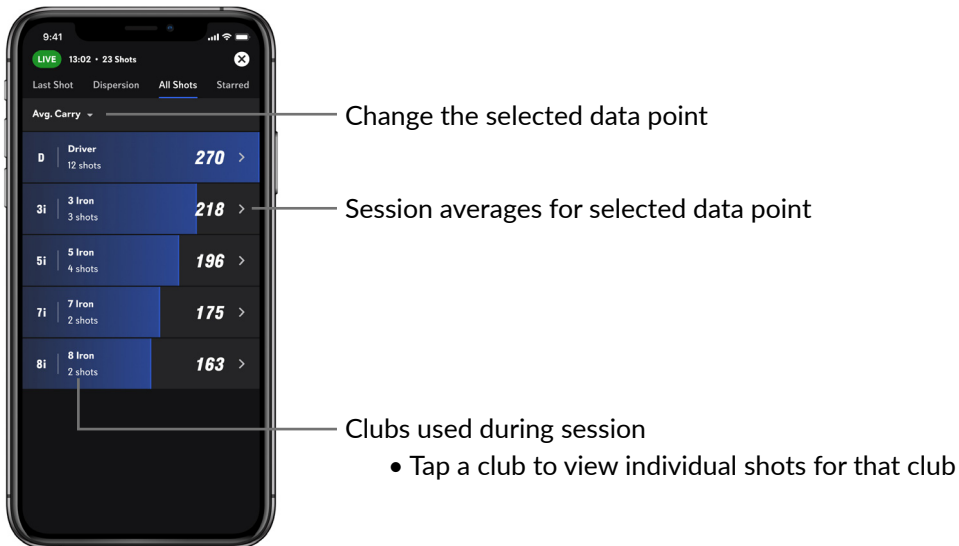 9:41
LIVE 13:02 • 23 Shots
Last Shot Dispersion All Shots Starred
Avg. Carry
Change the selected data point
D Driver 270
12 shots
3i 3 Iron 218
3 shots
Session averages for selected data point
5i 5 Iron 196
4 shots
7i 7 Iron 175
2 shots
8i 8 Iron 163
2 shots
Clubs used during session
• Tap a club to view individual shots for that club